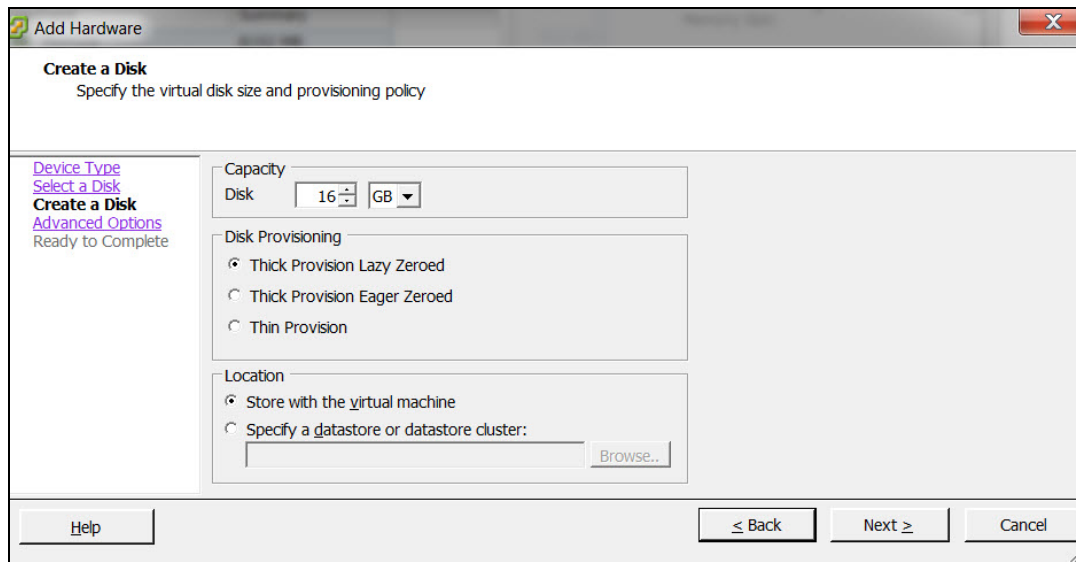 Add Hardware
Create a Disk
Specify the virtual disk size and provisioning policy
Device Type
Select a Disk
Create a Disk
Advanced Options
Ready to Complete
Capacity
Disk 16 GB
Disk Provisioning
Thick Provision Lazy Zeroed
Thick Provision Eager Zeroed
Thin Provision
Location
Store with the virtual machine
Specify a datastore or datastore cluster:
Browse..
Help
< Back Next > Cancel